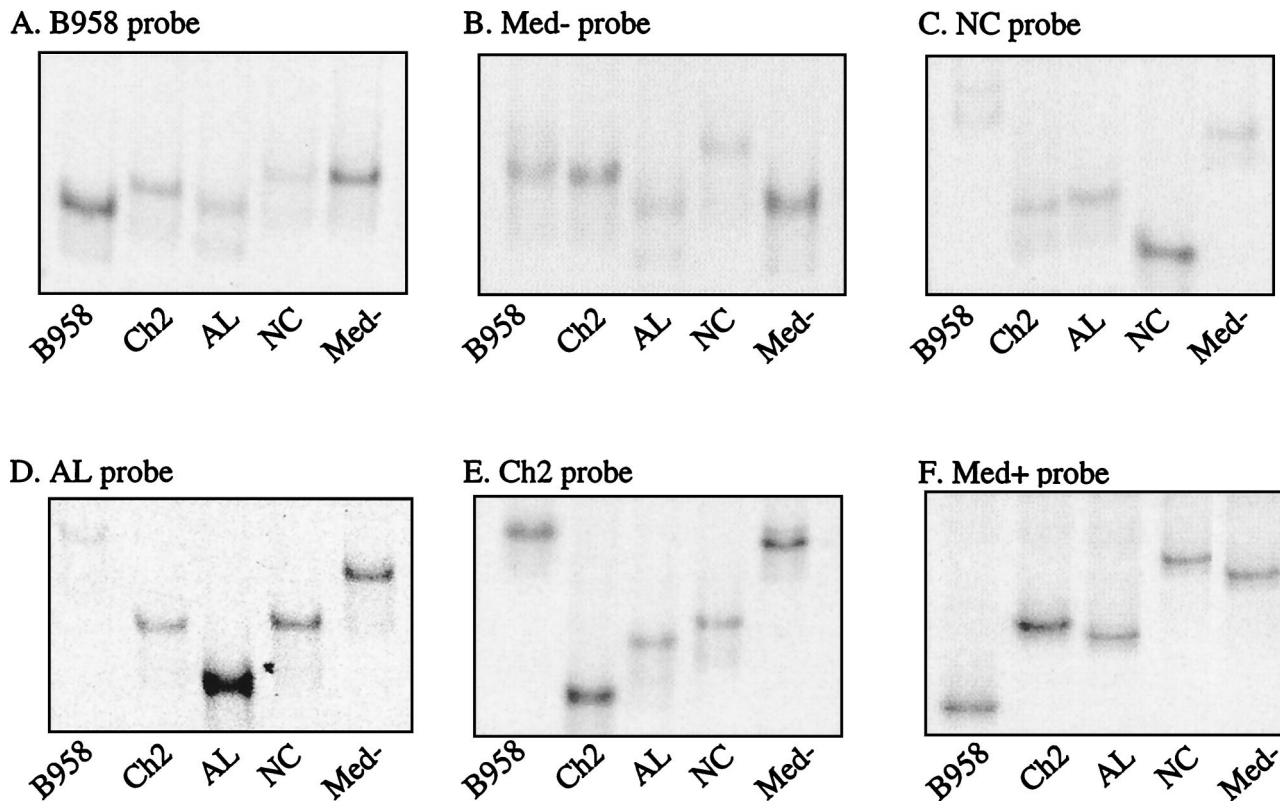 A. B958 probe
B. Med- probe
C. NC probe
B958 Ch2 AL NC Med-
B958 Ch2 AL NC Med-
B958 Ch2 AL NC Med-
D. AL probe
E. Ch2 probe
F. Med+ probe
B958 Ch2 AL NC Med-
B958 Ch2 AL NC Med-
B958 Ch2 AL NC Med-